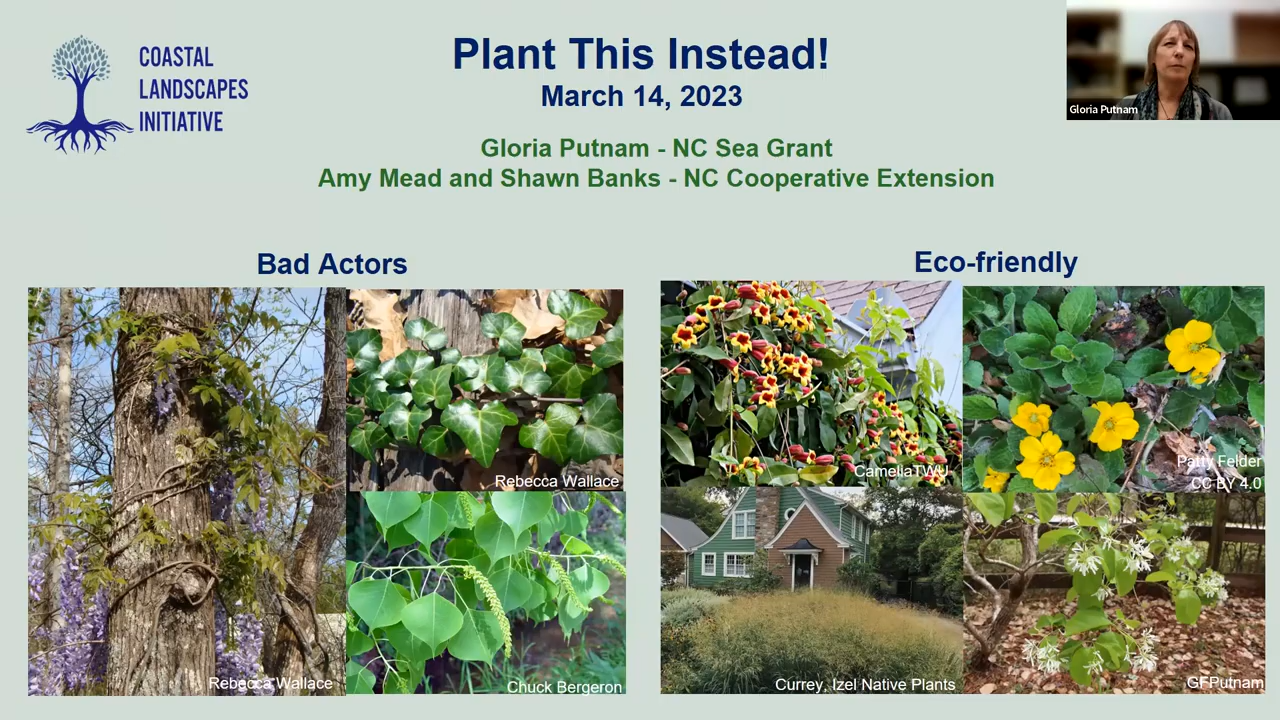 COASTAL
LANDSCAPES
INITIATIVE
Plant This Instead!
March 14, 2023
Gloria Putnam
Gloria Putnam - NC Sea Grant
Amy Mead and Shawn Banks - NC Cooperative Extension
Bad Actors
Eco-friendly
Rebecca Wallace
CameliaTWU
Patty Felder
CC BY 4.0
Rebecca Wallace
Chuck Bergeron
Currey, Izel Native Plants
GFPutnam